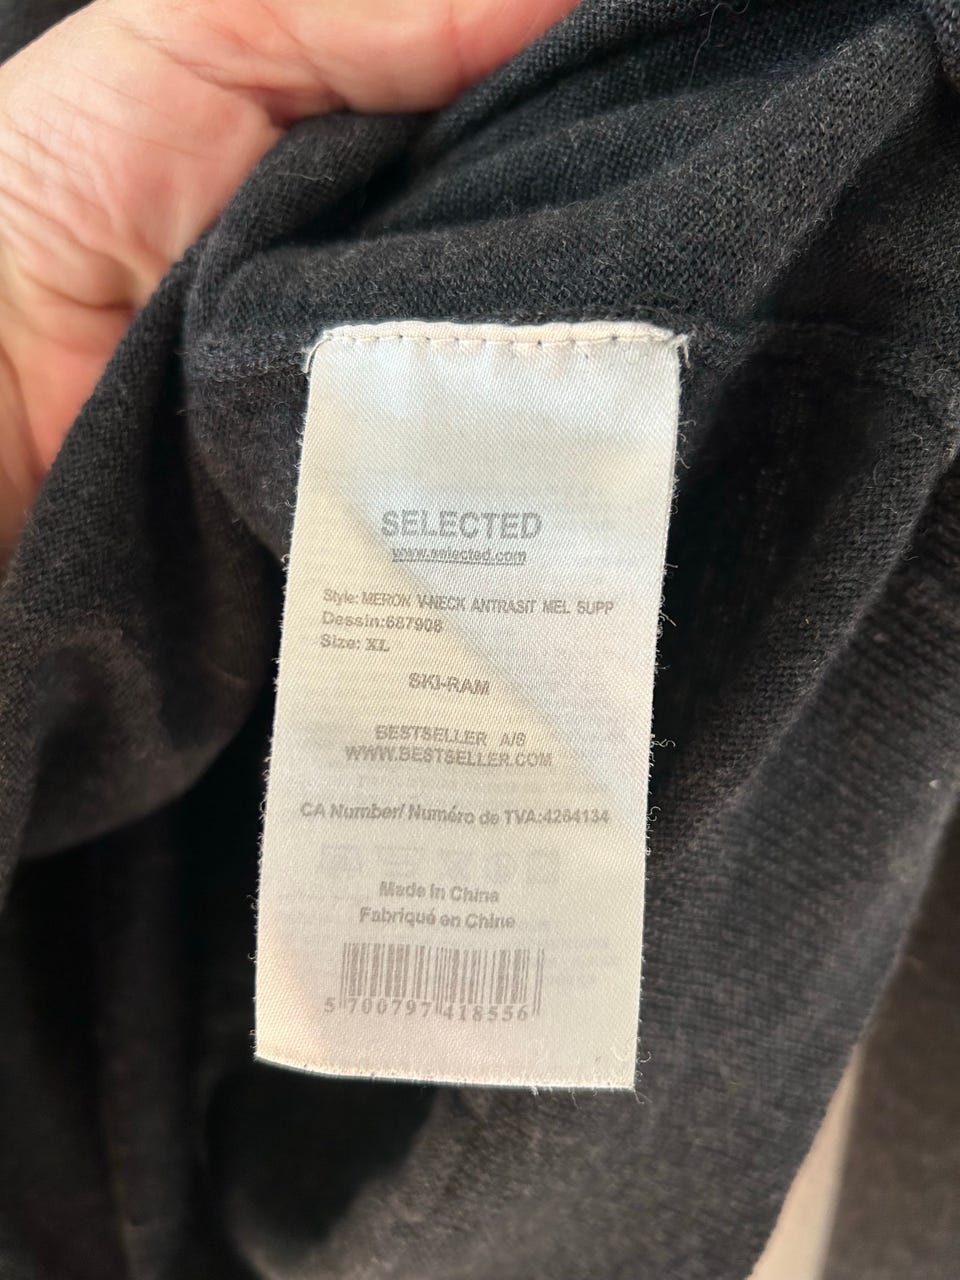 SELECTED
www.selected.com
Style: MERON V-NECK ANTRASIT MEL SUPP
Dessin:687908
Size: XL
SKI-RAM
BESTSELLER A/S
WWW.BESTSELLER.COM
CA Number/ Numéro de TVA:4264134
Made in China
Fabriqué en Chine
5 700797 418556